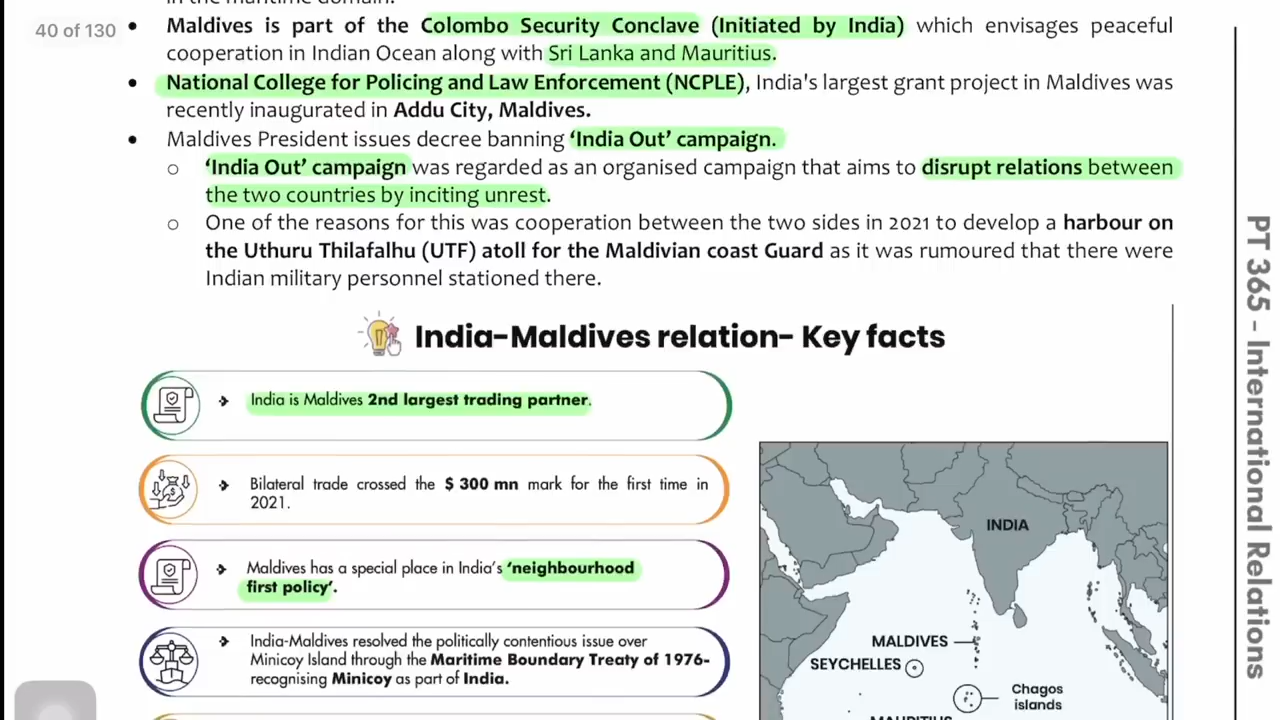 in the maritime domain.
40 of 130
• Maldives is part of the Colombo Security Conclave (Initiated by India) which envisages peaceful
cooperation in Indian Ocean along with Sri Lanka and Mauritius.
• National College for Policing and Law Enforcement (NCPLE), India's largest grant project in Maldives was
recently inaugurated in Addu City, Maldives.
• Maldives President issues decree banning ‘India Out’ campaign.
o ‘India Out’ campaign was regarded as an organised campaign that aims to disrupt relations between
the two countries by inciting unrest.
o One of the reasons for this was cooperation between the two sides in 2021 to develop a harbour on
the Uthuru Thilafalhu (UTF) atoll for the Maldivian coast Guard as it was rumoured that there were
Indian military personnel stationed there.
India-Maldives relation- Key facts
India is Maldives 2nd largest trading partner.
Bilateral trade crossed the $ 300 mn mark for the first time in
2021.
Maldives has a special place in India's ‘neighbourhood
first policy’.
India-Maldives resolved the politically contentious issue over
Minicoy Island through the Maritime Boundary Treaty of 1976-
recognising Minicoy as part of India.
INDIA
MALDIVES
SEYCHELLES
Chagos
islands
MAURITIUS
PT 365 - International Relations